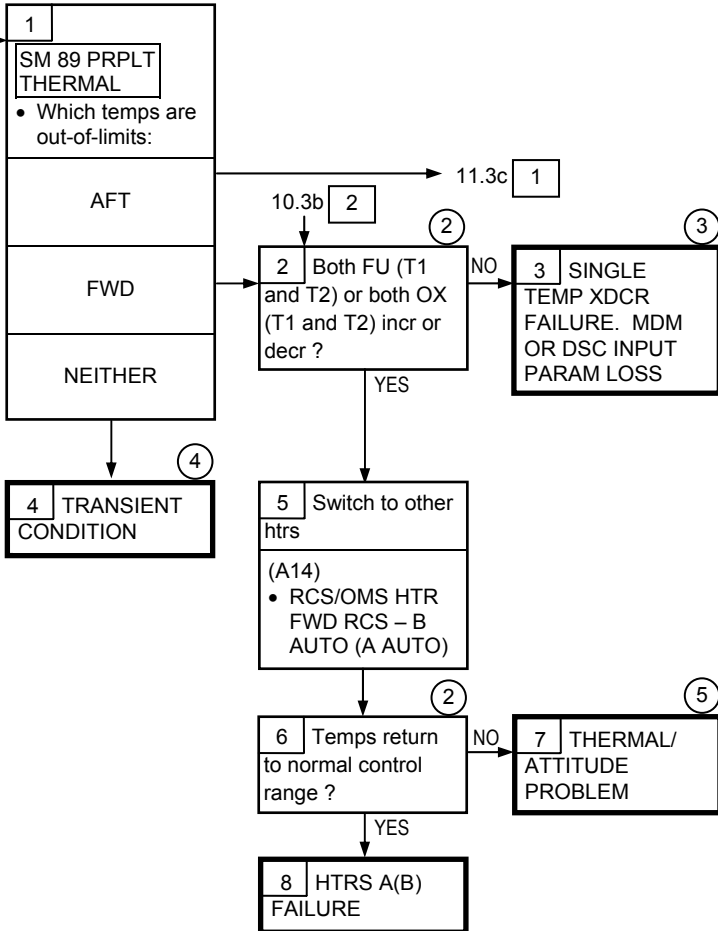 1
SM 89 PRPLT
THERMAL
• Which temps are
out-of-limits:
AFT
FWD
NEITHER
11.3c 1
10.3b 2
2
2 Both FU (T1
and T2) or both OX
(T1 and T2) incr or
decr ?
NO
YES
3
3 SINGLE
TEMP XDCR
FAILURE. MDM
OR DSC INPUT
PARAM LOSS
4
4 TRANSIENT
CONDITION
5 Switch to other
htrs
(A14)
• RCS/OMS HTR
FWD RCS – B
AUTO (A AUTO)
2
6 Temps return
to normal control
range ?
NO
YES
5
7 THERMAL/
ATTITUDE
PROBLEM
8 HTRS A(B)
FAILURE